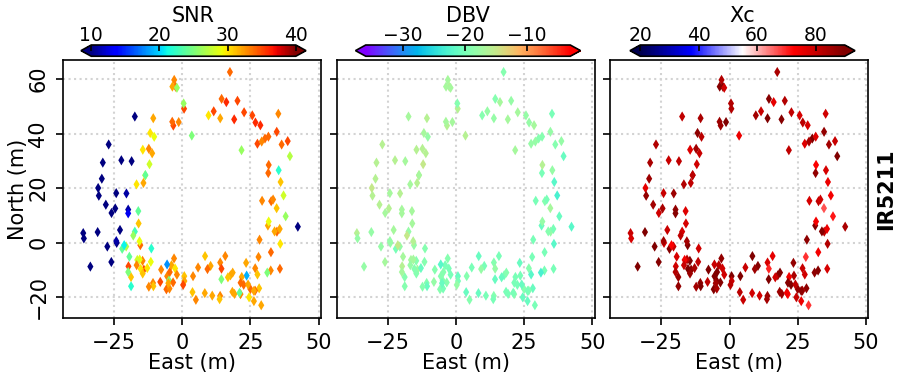 SNR DBV Xc
10 20 30 40 −30 −20 −10 20 40 60 80
North (m)
60
40
20
0
−20
−25 0 25 50 −25 0 25 50 −25 0 25 50
East (m) East (m) East (m)
IR5211